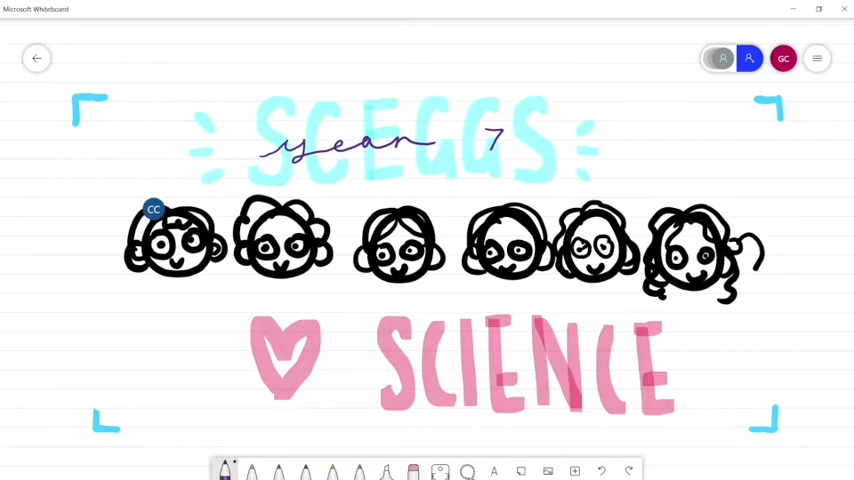 Microsoft Whiteboard
GC
SCEGGS
year 7
CC
SCIENCE
A